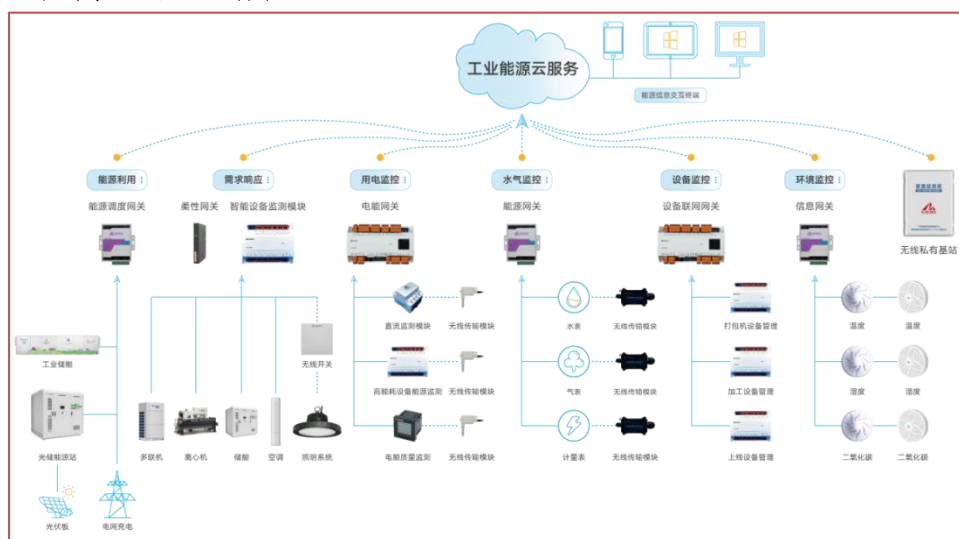 工业能源云服务
能源信息交互终端
能源利用
需求响应
用电监控
水气监控
设备监控
环境监控
能源调度网关
柔性网关
智能设备监测模块
电能网关
能源网关
设备联网网关
信息网关
无线私有基站
直流监测模块
无线传输模块
水表
无线传输模块
打包机设备管理
温度
温度
工业储能
无线开关
高能耗设备能源监测
无线传输模块
气表
无线传输模块
加工设备管理
湿度
湿度
光储能源站
多联机
离心机
储能
空调
照明系统
电能质量监测
无线传输模块
计量表
无线传输模块
上线设备管理
二氧化碳
二氧化碳
光伏板
电网充电